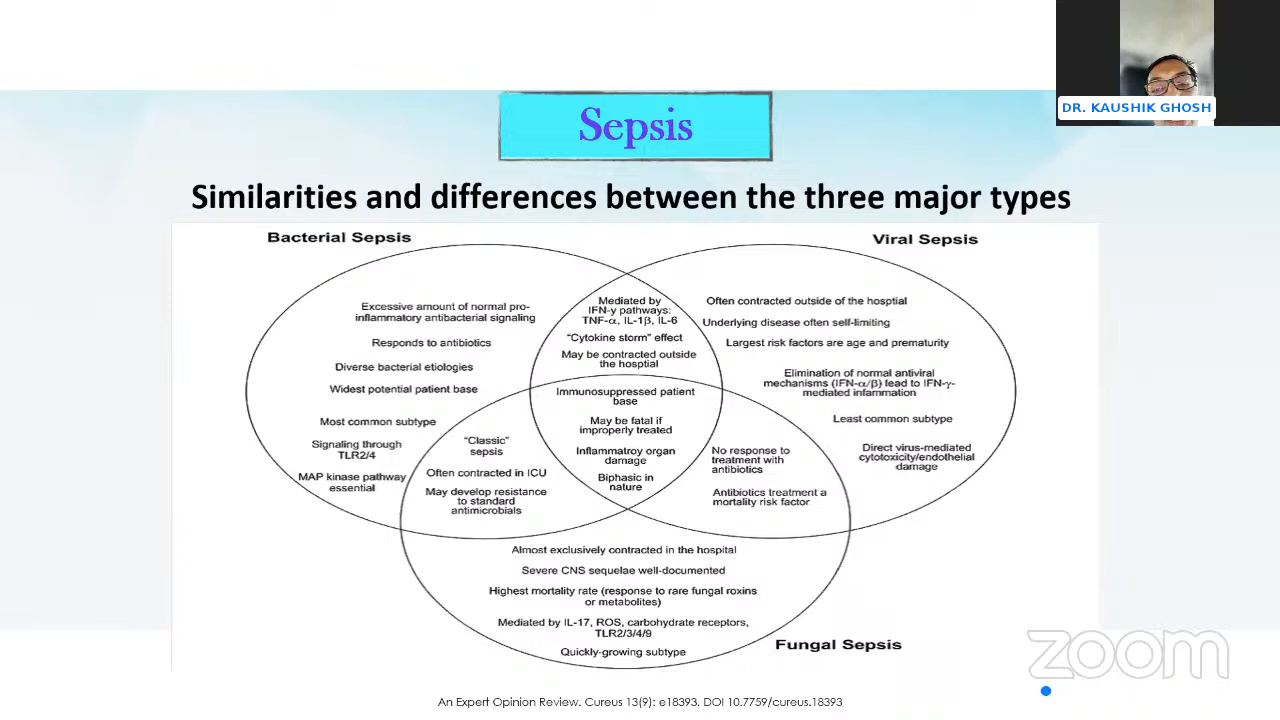 DR. KAUSHIK GHOSH
Sepsis
Similarities and differences between the three major types
Bacterial Sepsis
Viral Sepsis
Excessive amount of normal pro-
inflammatory antibacterial signaling
Responds to antibiotics
Diverse bacterial etiologies
Widest potential patient base
Most common subtype
Signaling through
TLR2/4
MAP kinase pathway
essential
Mediated by
IFN-γ pathways:
TNF-α, IL-1β, IL-6
“Cytokine storm” effect
May be contracted outside
the hosptial
Often contracted outside of the hosptial
Underlying disease often self-limiting
Largest risk factors are age and prematurity
Elimination of normal antiviral
mechanisms (IFN-α/β) lead to IFN-γ-
mediated infammation
Least common subtype
Direct virus-mediated
cytotoxicity/endothelial
damage
Immunosuppressed patient
base
May be fatal if
improperly treated
Inflammatroy organ
damage
Biphasic in
nature
“Classic”
sepsis
Often contracted in ICU
May develop resistance
to standard
antimicrobials
No response to
treatment with
antibiotics
Antibiotics treatment a
mortality risk factor
Almost exclusively contracted in the hospital
Severe CNS sequelae well-documented
Highest mortality rate (response to rare fungal roxins
or metabolites)
Mediated by IL-17, ROS, carbohydrate receptors,
TLR2/3/4/9
Quickly-growing subtype
Fungal Sepsis
zoom
An Expert Opinion Review. Cureus 13(9): e18393. DOI 10.7759/cureus.18393